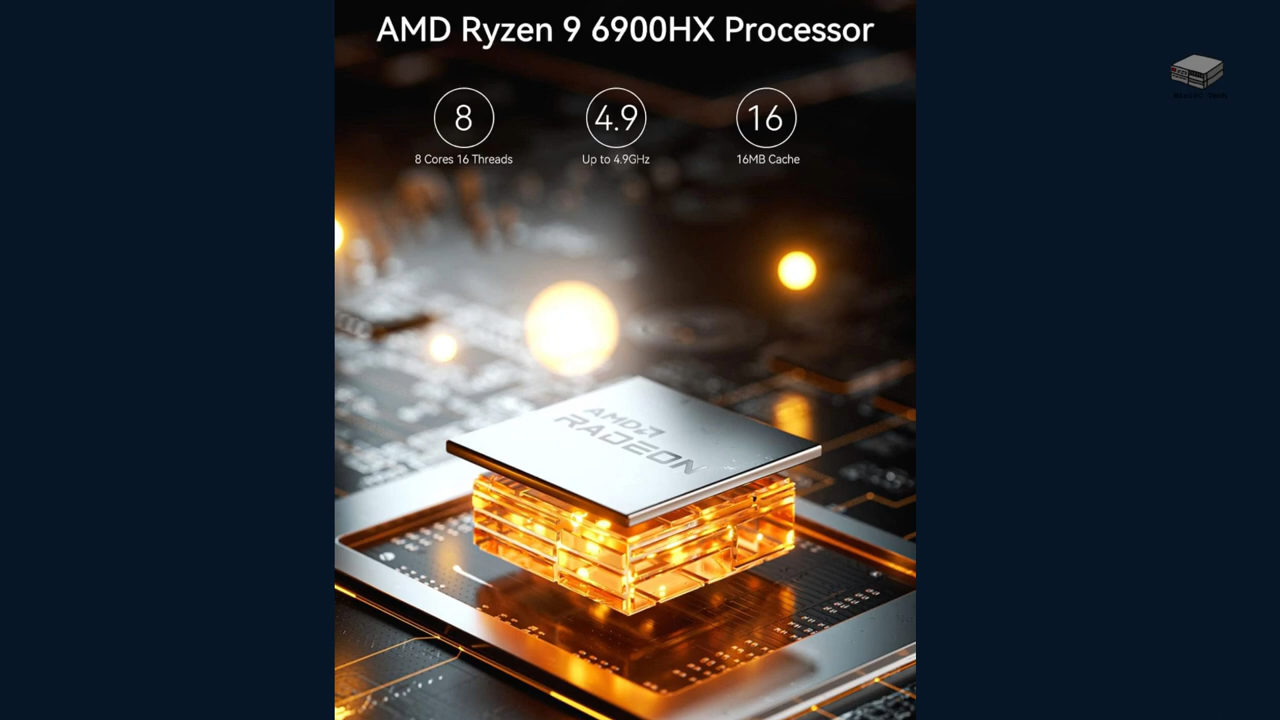 AMD Ryzen 9 6900HX Processor
8
4.9
16
8 Cores 16 Threads
Up to 4.9GHz
16MB Cache
AMD
RADEON